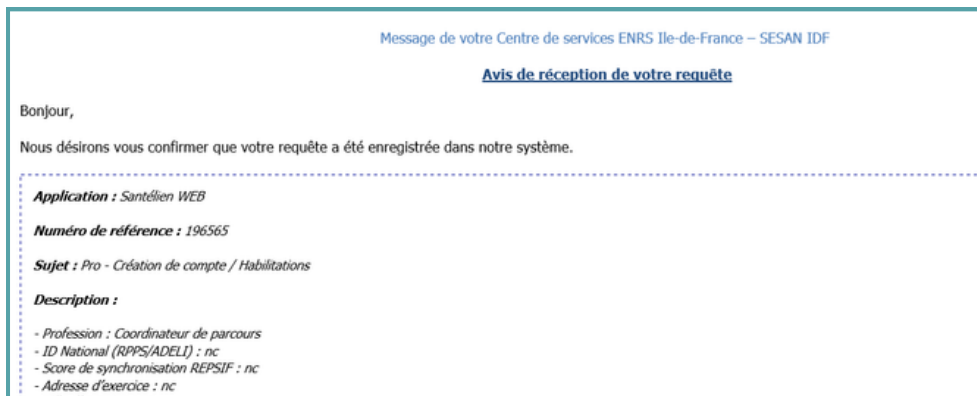 Message de votre Centre de services ENRS Ile-de-France – SESAN IDF
Avis de réception de votre requête
Bonjour,
Nous désirons vous confirmer que votre requête a été enregistrée dans notre système.
Application : Santélien WEB
Numéro de référence : 196565
Sujet : Pro - Création de compte / Habilitations
Description :
- Profession : Coordinateur de parcours
- ID National (RPPS/ADELI) : nc
- Score de synchronisation REPSIF : nc
- Adresse d'exercice : nc